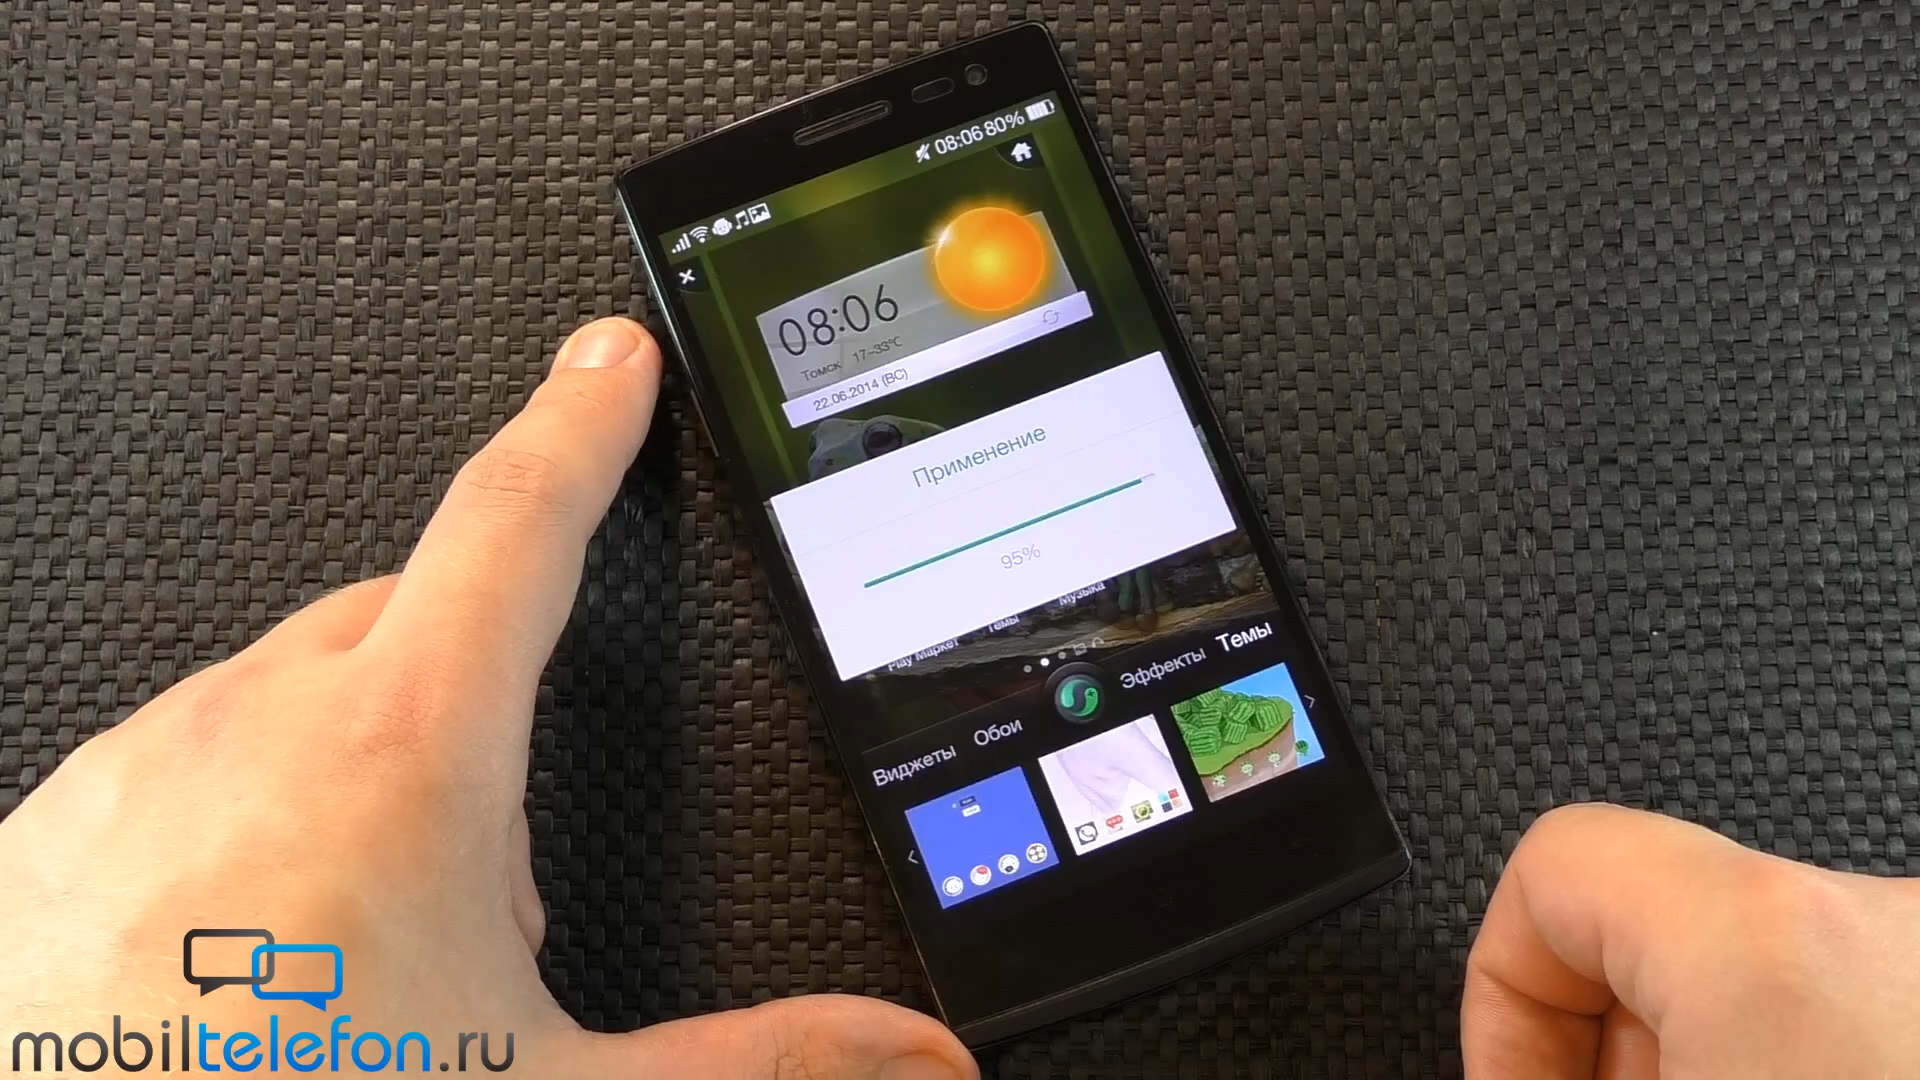 08:06 80%
08:06
Томск 17~33℃
22.06.2014 (ВС)
Применение
95%
Play Маркет Темы Музыка
Виджеты Обои Эффекты Темы
mobiltelefon.ru